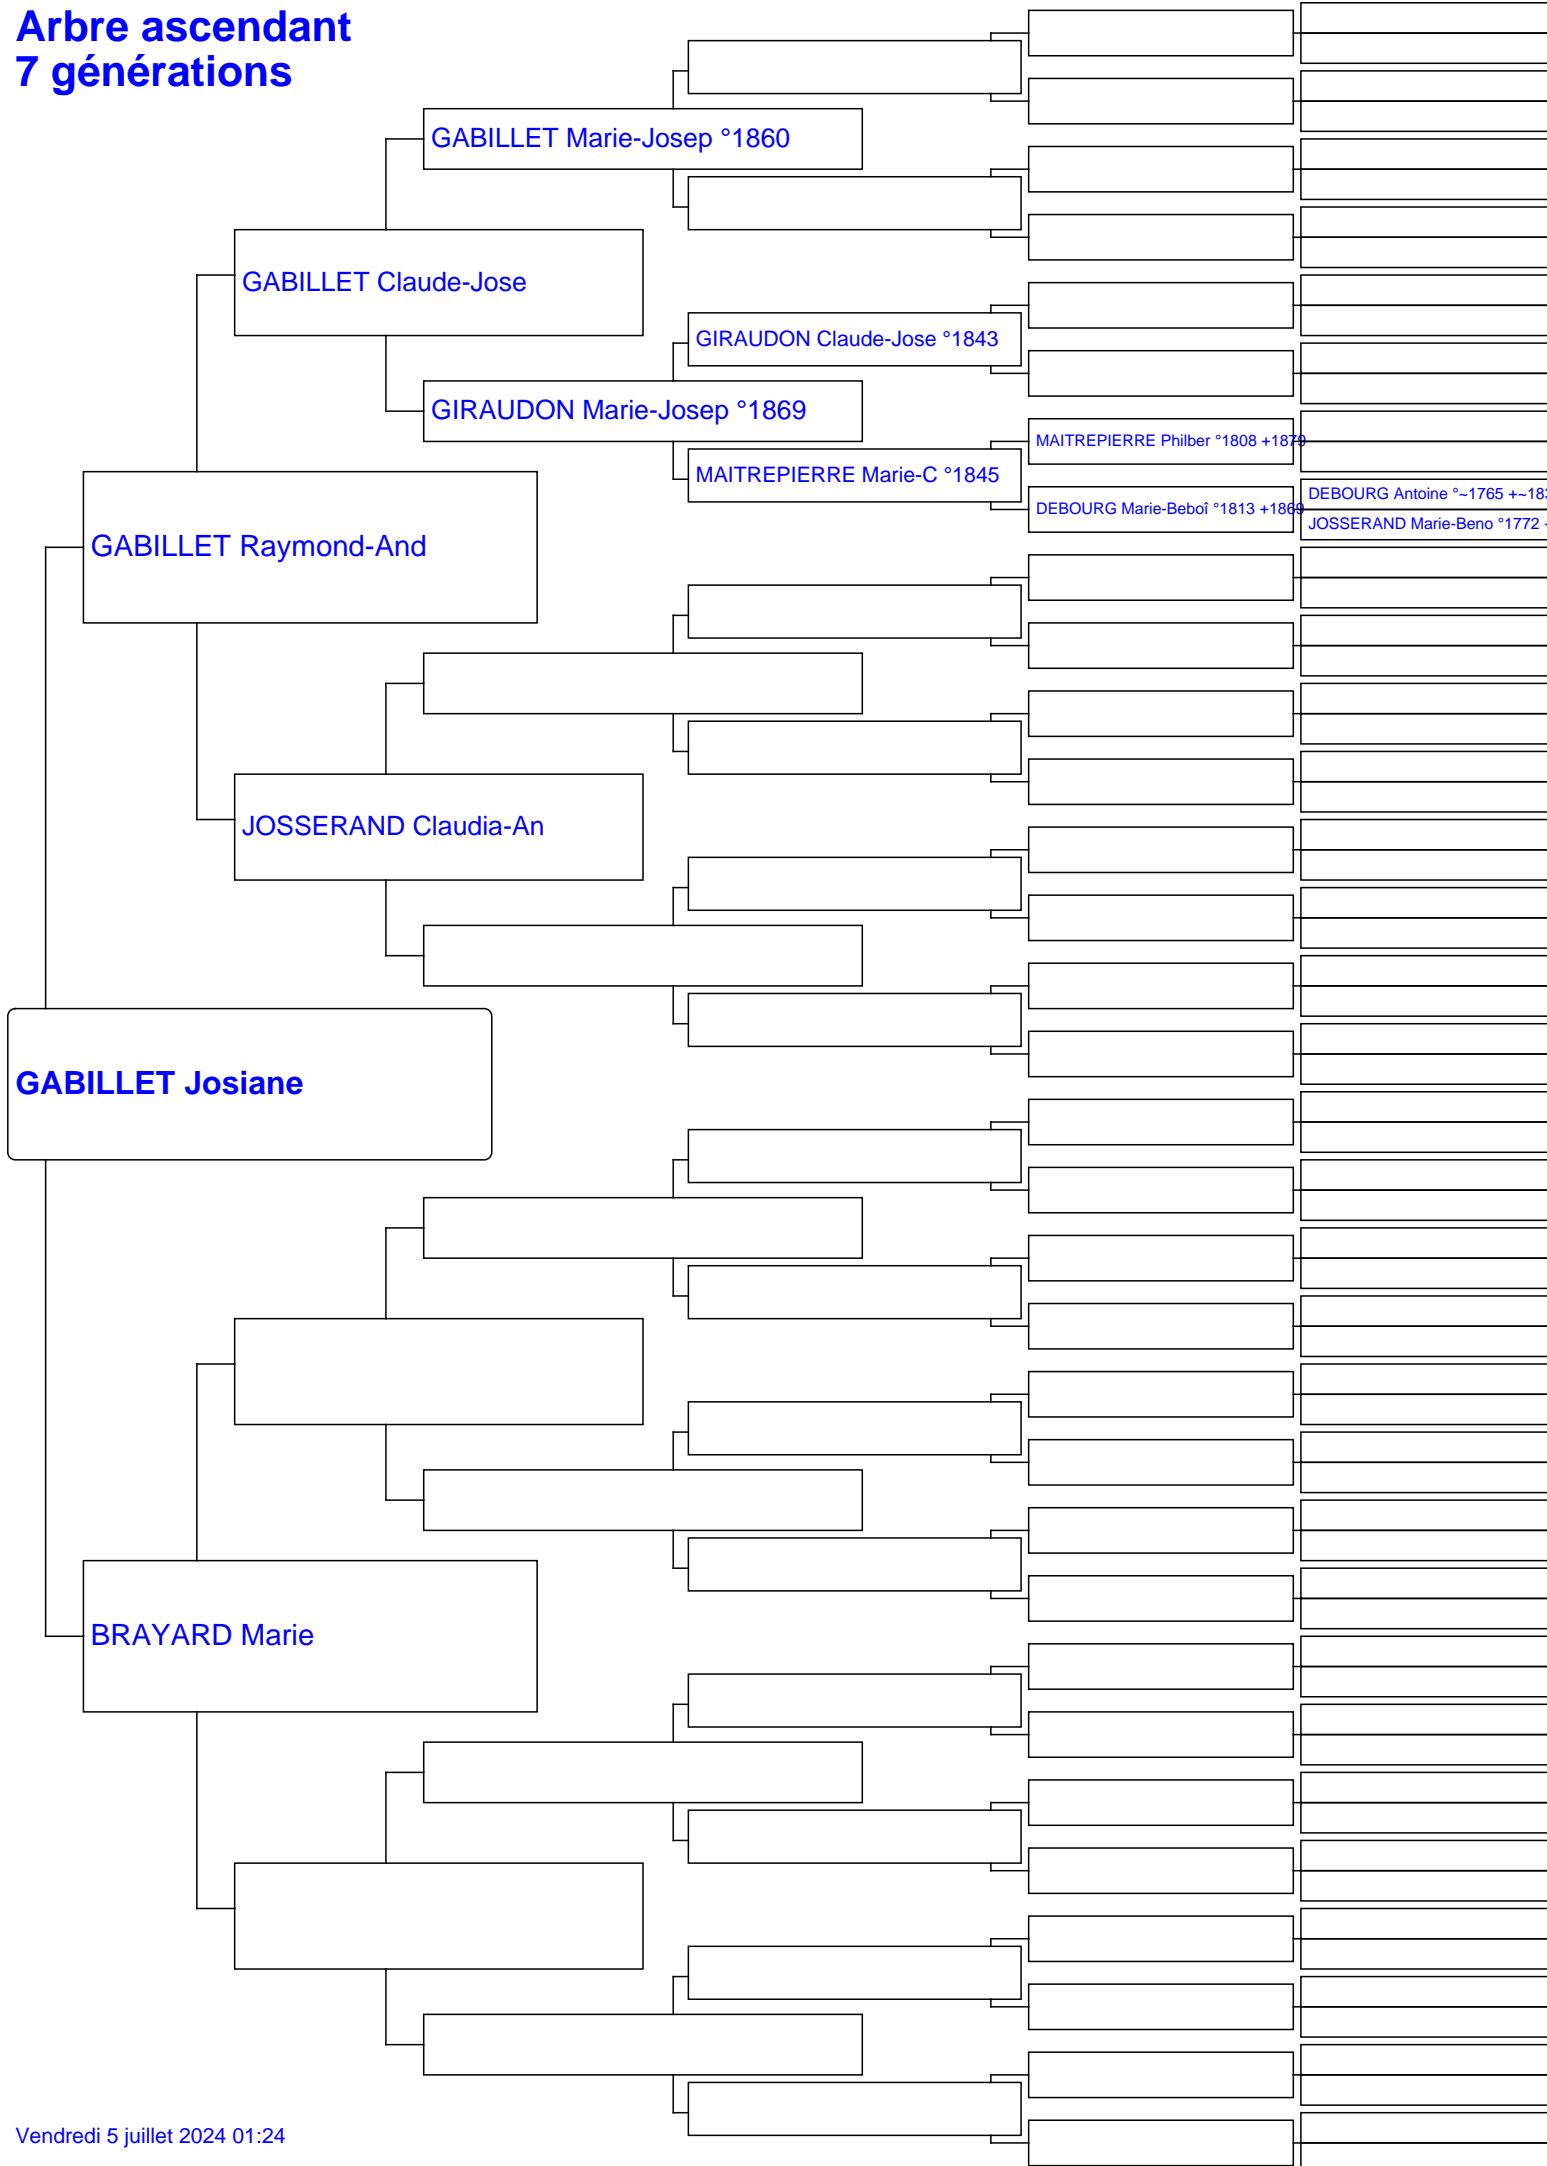 Arbre ascendant
7 générations
GABILLET Marie-Josep °1860
GABILLET Claude-Jose
GIRAUDON Claude-Jose °1843
GIRAUDON Marie-Josep °1869
MAITREPIERRE Philber °1808 +1879
MAITREPIERRE Marie-C °1845
DEBOURG Antoine °~1765 +~183
DEBOURG Marie-Beboî °1813 +1869
JOSSERAND Marie-Beno °1772 -
GABILLET Raymond-And
JOSSERAND Claudia-An
GABILLET Josiane
BRAYARD Marie
Vendredi 5 juillet 2024 01:24